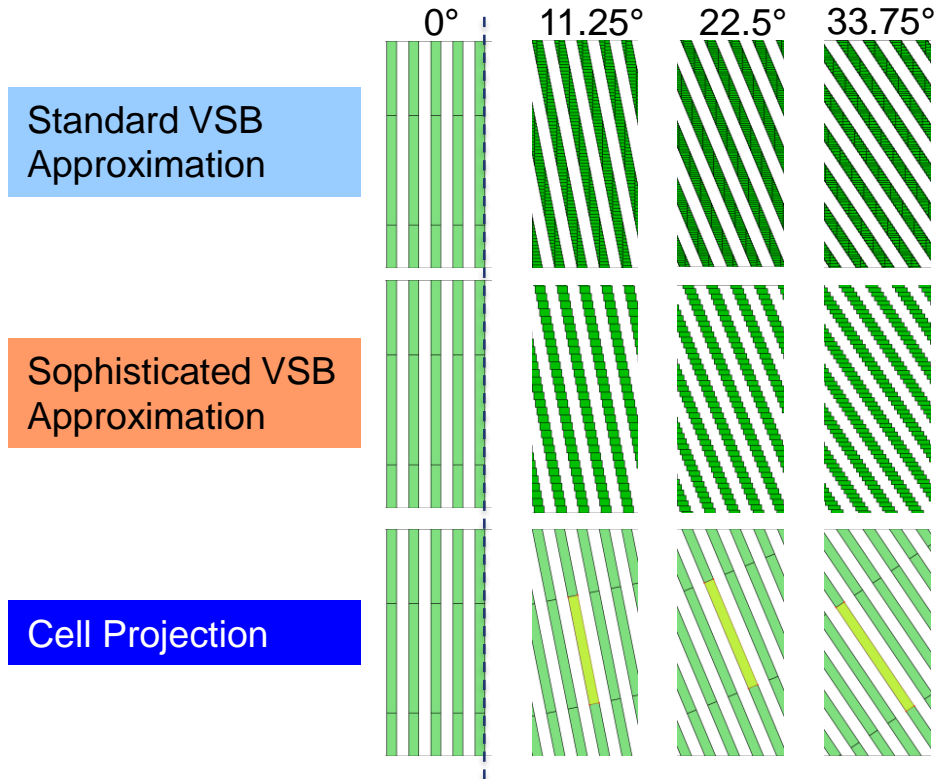 0° 11.25° 22.5° 33.75°
Standard VSB
Approximation
Sophisticated VSB
Approximation
Cell Projection